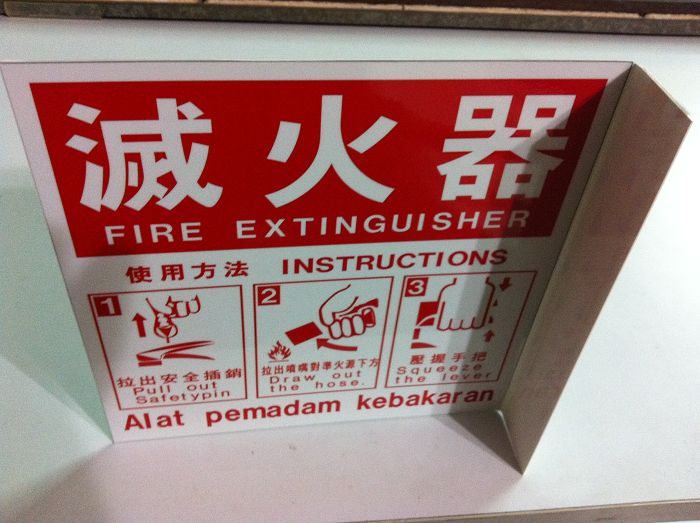 滅火器
FIRE EXTINGUISHER
使用方法 INSTRUCTIONS
1
拉出安全插銷
Pull out
Safetypin
2
拉出噴嘴對準火源下方
Draw out
the hose.
3
壓握手把
Squeeze
the lever
Alat pemadam kebakaran